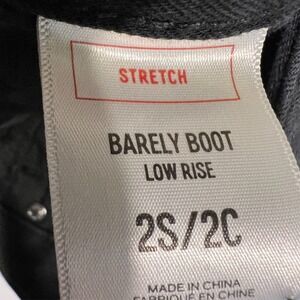 STRETCH
BARELY BOOT
LOW RISE
2S/2C
MADE IN CHINA
FABRIQUÉ EN CHINE